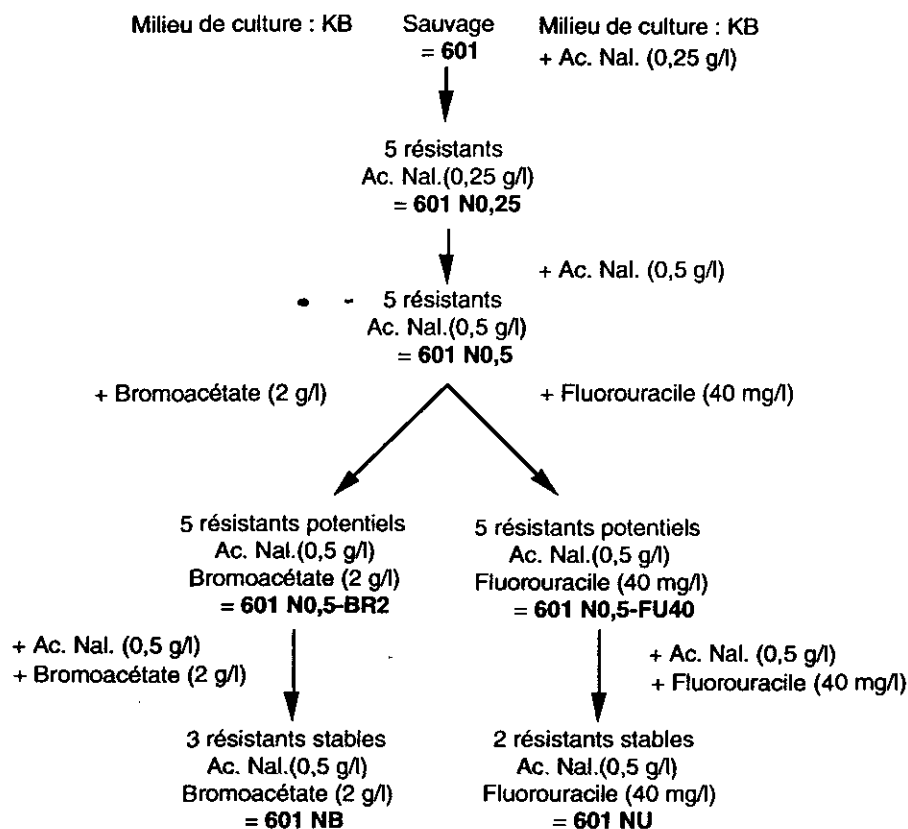 Milieu de culture : KB
Sauvage
= 601
Milieu de culture : KB
+ Ac. Nal. (0,25 g/l)
5 résistants
Ac. Nal.(0,25 g/l)
= 601 N0,25
+ Ac. Nal. (0,5 g/l)
5 résistants
Ac. Nal.(0,5 g/l)
= 601 N0,5
+ Bromoacétate (2 g/l)
+ Fluorouracile (40 mg/l)
5 résistants potentiels
Ac. Nal.(0,5 g/l)
Bromoacétate (2 g/l)
= 601 N0,5-BR2
5 résistants potentiels
Ac. Nal.(0,5 g/l)
Fluorouracile (40 mg/l)
= 601 N0,5-FU40
+ Ac. Nal. (0,5 g/l)
+ Bromoacétate (2 g/l)
+ Ac. Nal. (0,5 g/l)
+ Fluorouracile (40 mg/l)
3 résistants stables
Ac. Nal.(0,5 g/l)
Bromoacétate (2 g/l)
= 601 NB
2 résistants stables
Ac. Nal.(0,5 g/l)
Fluorouracile (40 mg/l)
= 601 NU